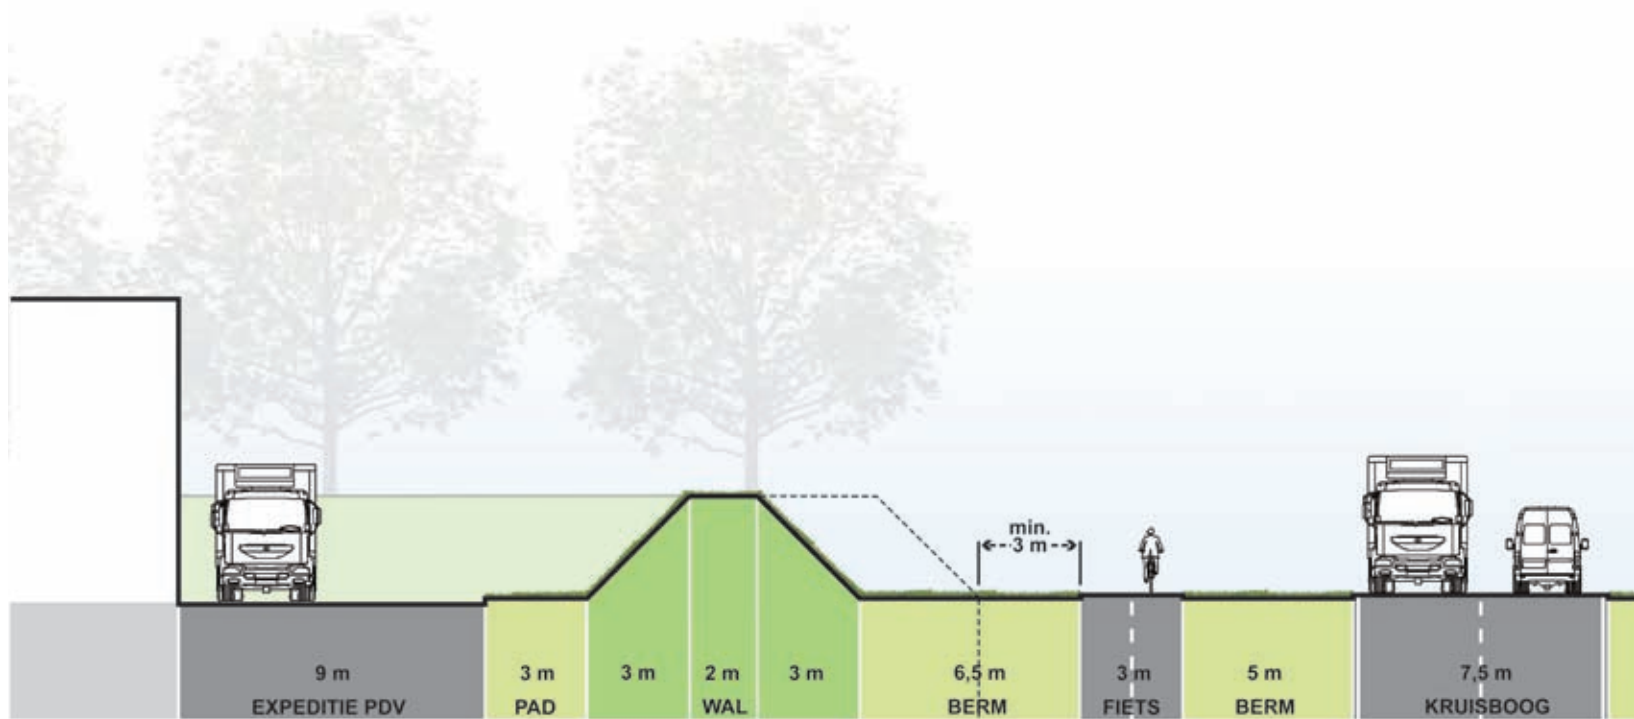 min.
3 m
9 m 3 m 3 m 2 m 3 m 6,5 m 3 m 5 m 7,5 m
EXPEDITIE PDV PAD WAL BERM FIETS BERM KRUISBOOG